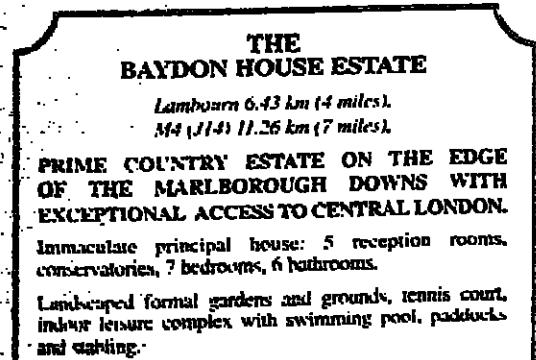 THE
BAYDON HOUSE ESTATE
Lambourn 6.43 km (4 miles).
M4 (J14) 11.26 km (7 miles).
PRIME COUNTRY ESTATE ON THE EDGE
OF THE MARLBOROUGH DOWNS WITH
EXCEPTIONAL ACCESS TO CENTRAL LONDON.
Immaculate principal house: 5 reception rooms,
conservatories, 7 bedrooms, 6 bathrooms.
Landscaped formal gardens and grounds, tennis court,
indoor leisure complex with swimming pool, paddocks
and stabling.